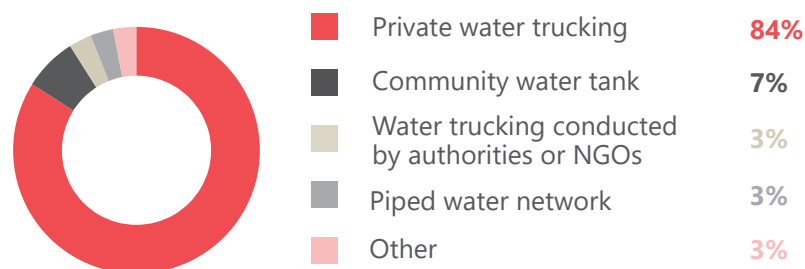 Private water trucking 84%
Community water tank 7%
Water trucking conducted
by authorities or NGOs 3%
Piped water network 3%
Other 3%